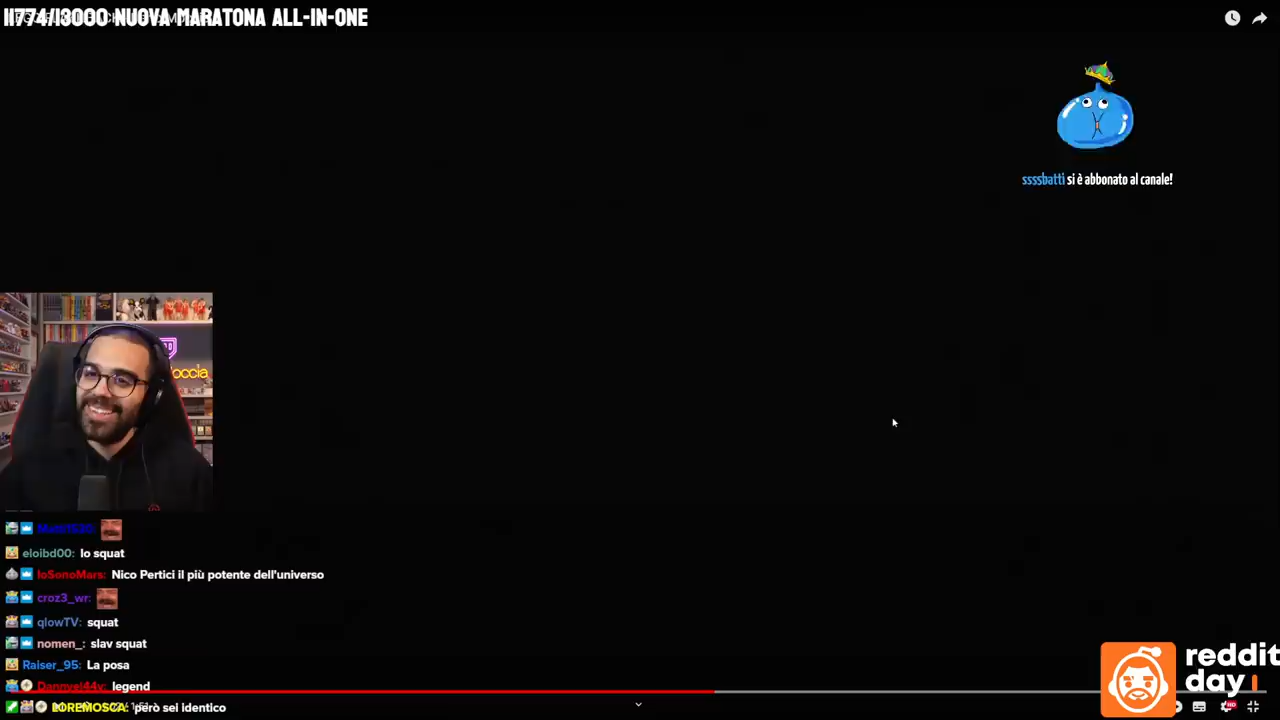 11774/13000 NUOVA MARATONA ALL-IN-ONE
ssssbatti si è abbonato al canale!
occia
Matti1530:
eloibd00: lo squat
IoSonoMars: Nico Pertici il più potente dell'universo
croz3_wr:
qlowTV: squat
nomen_: slav squat
Raiser_95: La posa
legend
LOREMOSCA: però sei identico
reddit
day
HD